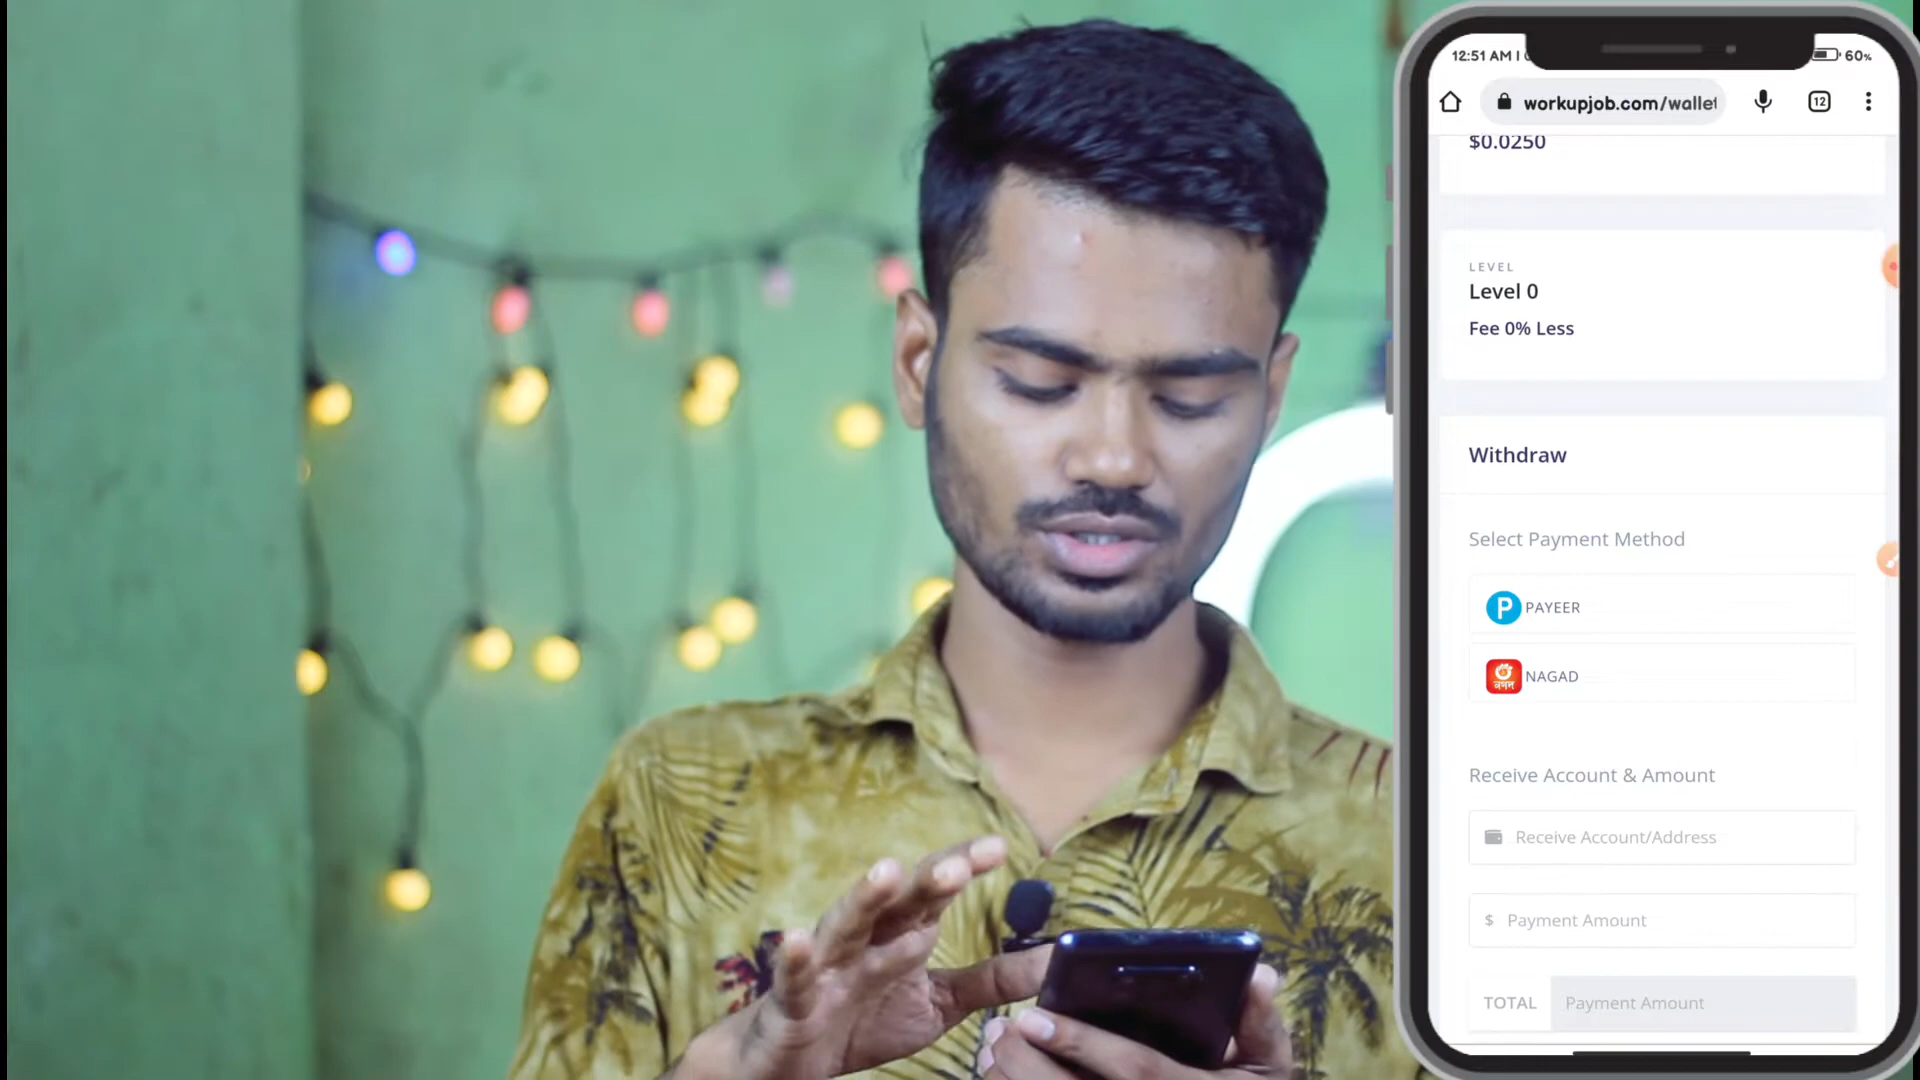 12:51 AM |
60%
workupjob.com/wallet
12
$0.0250
LEVEL
Level 0
Fee 0% Less
Withdraw
Select Payment Method
P PAYEER
নগদ NAGAD
Receive Account & Amount
Receive Account/Address
$ Payment Amount
TOTAL Payment Amount